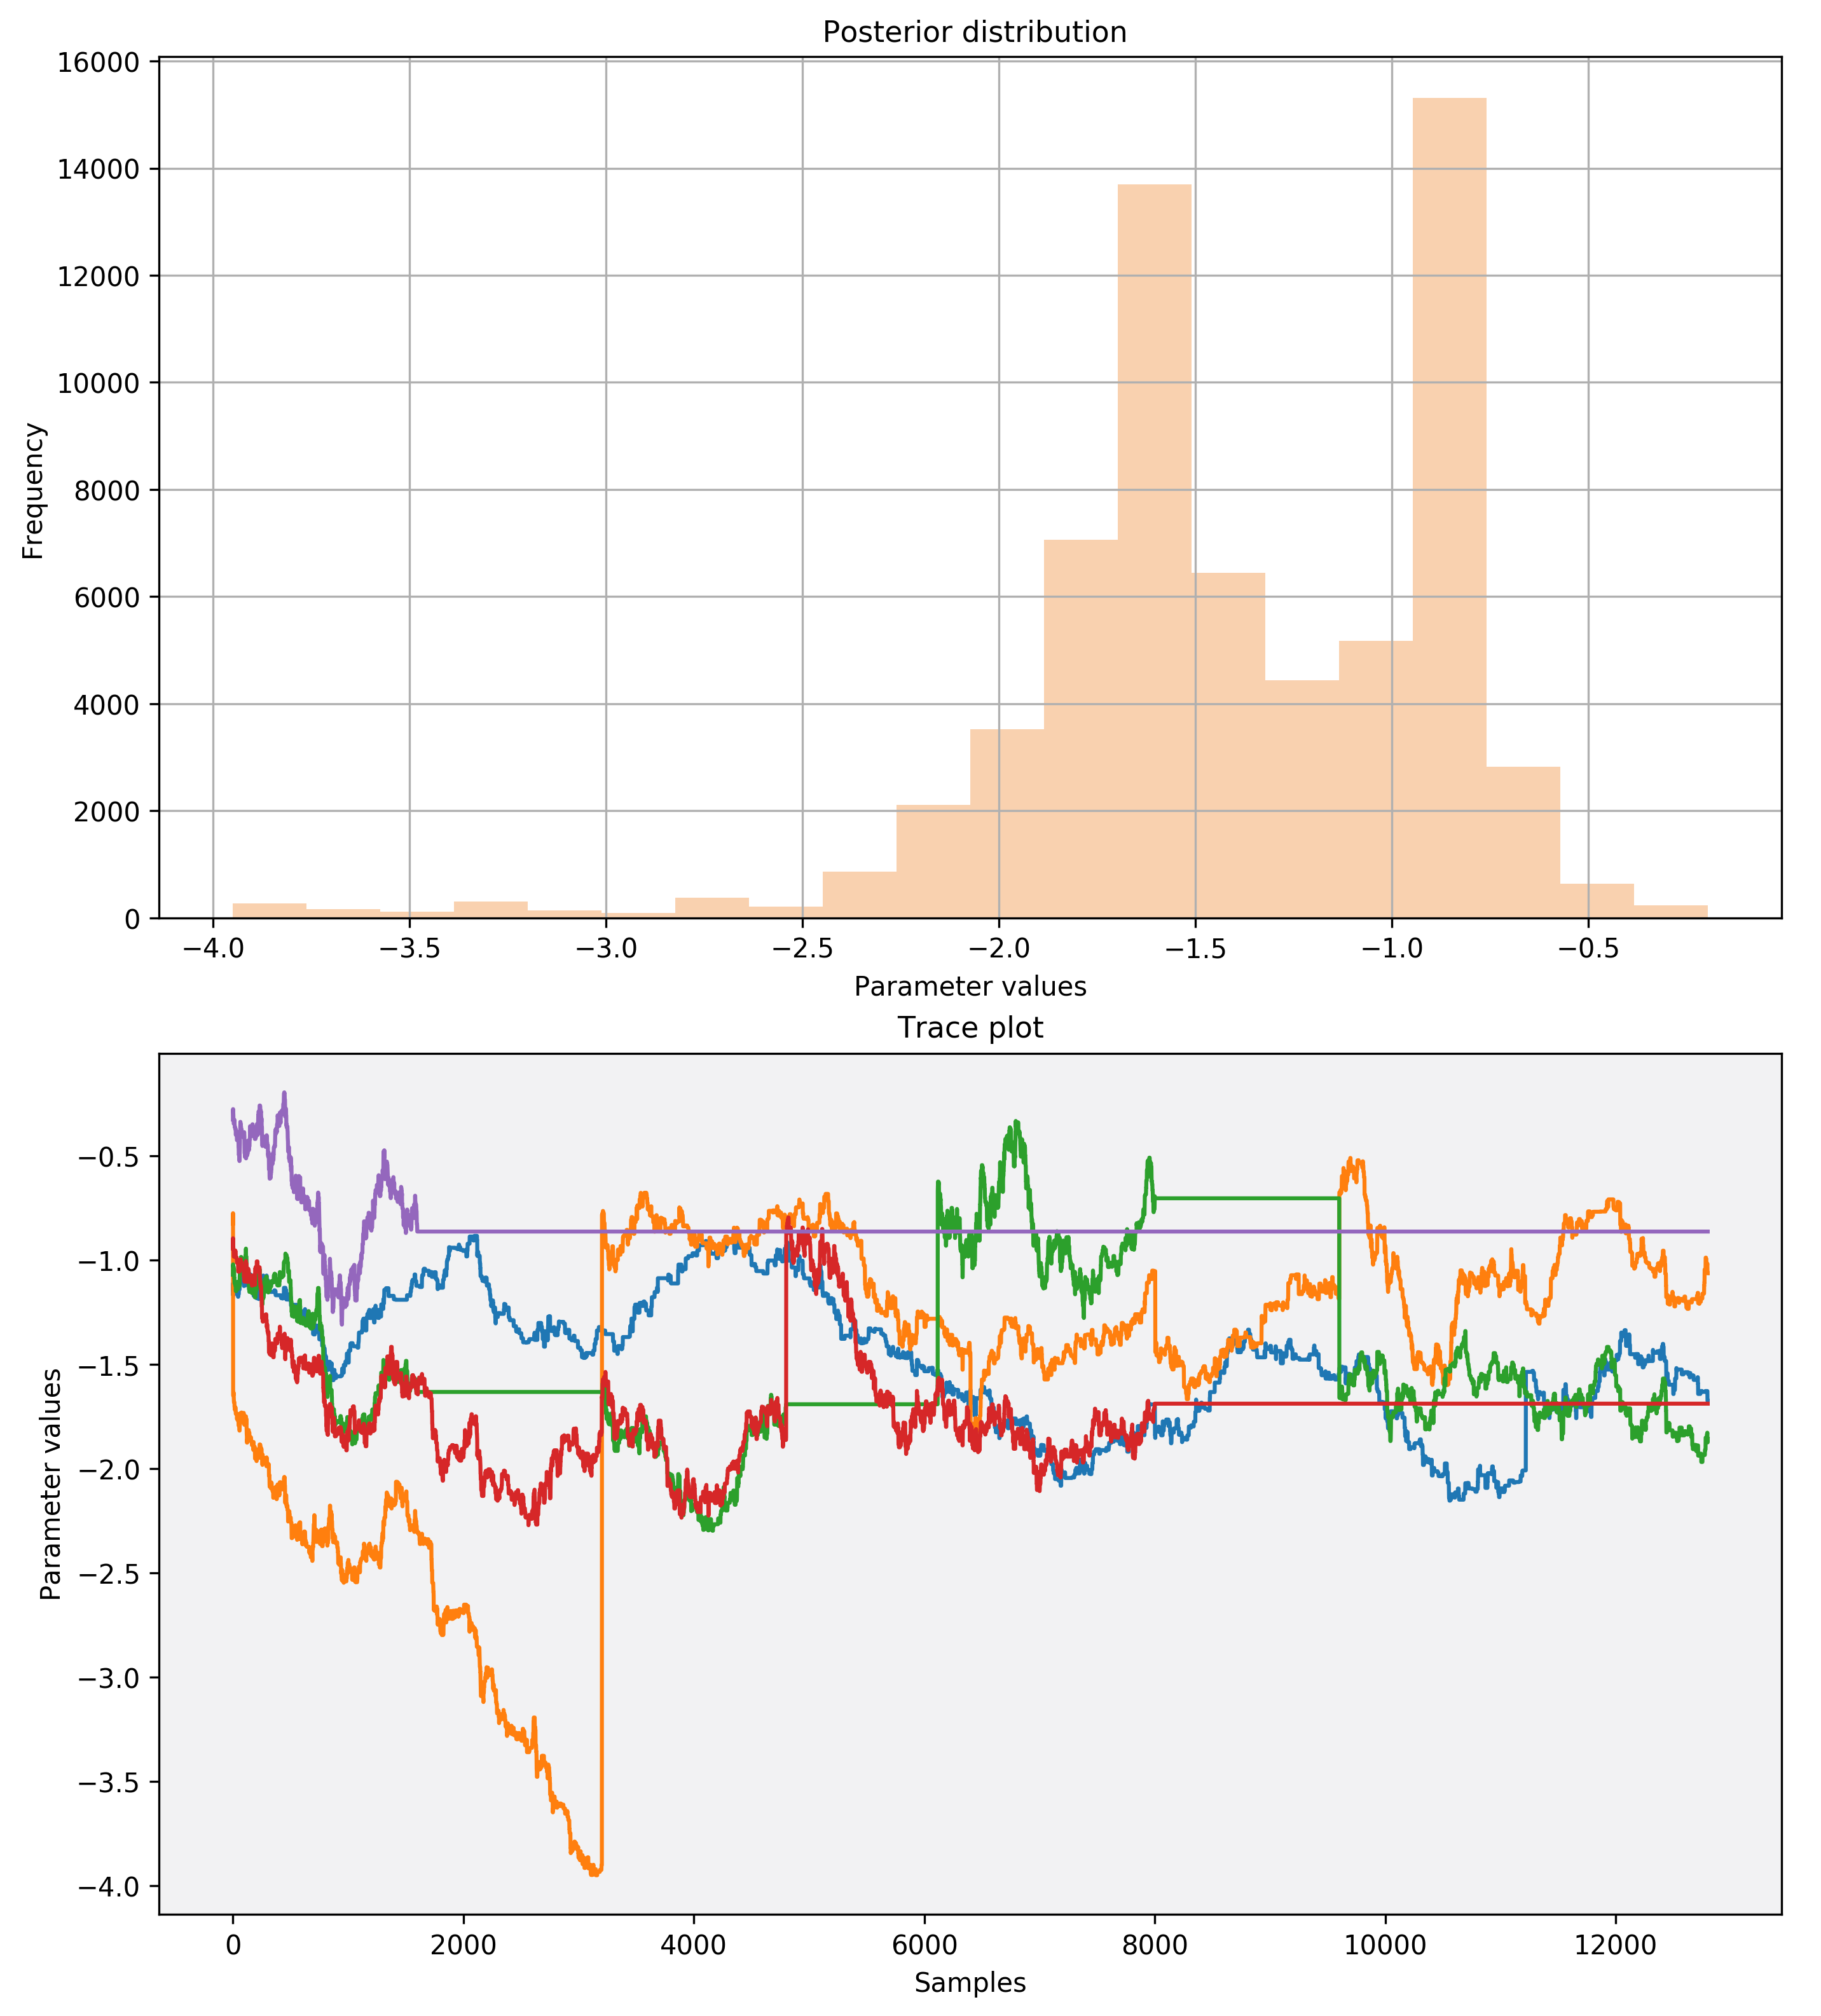 Posterior distribution
16000
14000
12000
10000
8000
6000
4000
2000
0
Frequency
−4.0 −3.5 −3.0 −2.5 −2.0 −1.5 −1.0 −0.5
Parameter values
Trace plot
−0.5
−1.0
−1.5
−2.0
−2.5
−3.0
−3.5
−4.0
Parameter values
0 2000 4000 6000 8000 10000 12000
Samples